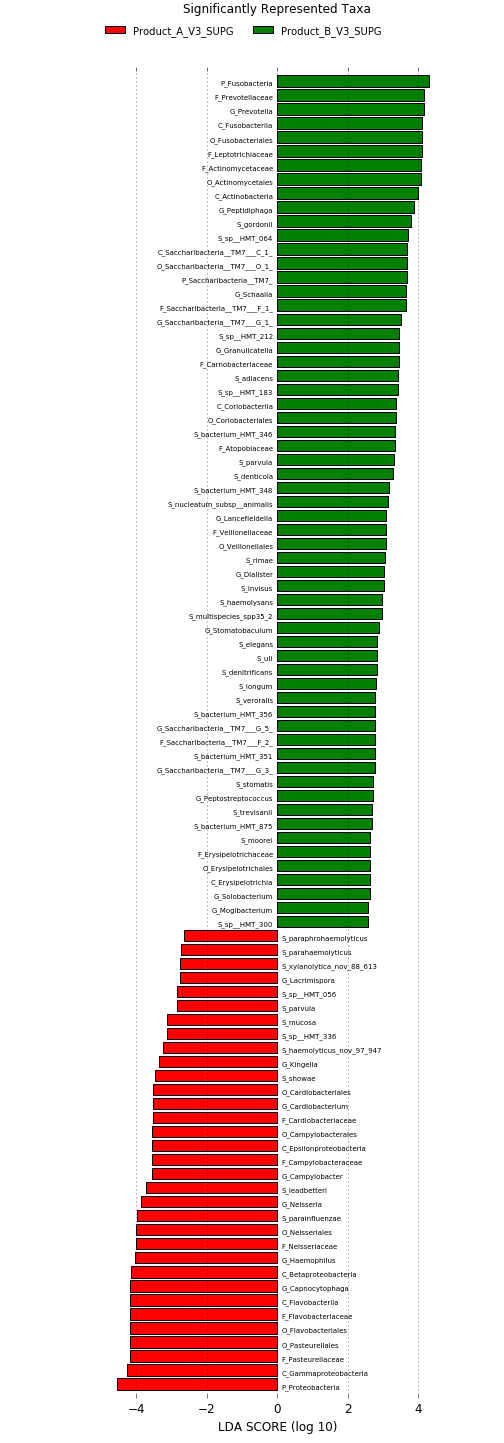 Significantly Represented Taxa
Product_A_V3_SUPG Product_B_V3_SUPG
P_Fusobacteria
F_Prevotellaceae
G_Prevotella
C_Fusobacteriia
O_Fusobacteriales
F_Leptotrichiaceae
F_Actinomycetaceae
O_Actinomycetales
C_Actinobacteria
G_Peptidiphaga
S_gordonii
S_sp__HMT_064
C_Saccharibacteria__TM7___C_1_
O_Saccharibacteria__TM7___O_1_
P_Saccharibacteria__TM7_
G_Schaalia
F_Saccharibacteria__TM7___F_1_
G_Saccharibacteria__TM7___G_1_
S_sp__HMT_212
G_Granulicatella
F_Carnobacteriaceae
S_adiacens
S_sp__HMT_183
C_Coriobacteriia
O_Coriobacteriales
S_bacterium_HMT_346
F_Atopobiaceae
S_parvula
S_denticola
S_bacterium_HMT_348
S_nucleatum_subsp__animalis
G_Lancefieldella
F_Veillonellaceae
O_Veillonellales
S_rimae
G_Dialister
S_invisus
S_haemolysans
S_multispecies_spp35_2
G_Stomatobaculum
S_elegans
S_uli
S_denitrificans
S_longum
S_veroralis
S_bacterium_HMT_356
G_Saccharibacteria__TM7___G_5_
F_Saccharibacteria__TM7___F_2_
S_bacterium_HMT_351
G_Saccharibacteria__TM7___G_3_
S_stomatis
G_Peptostreptococcus
S_trevisanii
S_bacterium_HMT_875
S_moorei
F_Erysipelotrichaceae
O_Erysipelotrichales
C_Erysipelotrichia
G_Solobacterium
G_Mogibacterium
S_sp__HMT_300
S_paraphrohaemolyticus
S_parahaemolyticus
S_xylanolytica_nov_88_613
G_Lacrimispora
S_sp__HMT_056
S_parvula
S_mucosa
S_sp__HMT_336
S_haemolyticus_nov_97_947
G_Kingella
S_showae
O_Cardiobacteriales
G_Cardiobacterium
F_Cardiobacteriaceae
O_Campylobacterales
C_Epsilonproteobacteria
F_Campylobacteraceae
G_Campylobacter
S_leadbetteri
G_Neisseria
S_parainfluenzae
O_Neisseriales
F_Neisseriaceae
G_Haemophilus
C_Betaproteobacteria
G_Capnocytophaga
C_Flavobacteriia
F_Flavobacteriaceae
O_Flavobacteriales
O_Pasteurellales
F_Pasteurellaceae
C_Gammaproteobacteria
P_Proteobacteria
−4 −2 0 2 4
LDA SCORE (log 10)